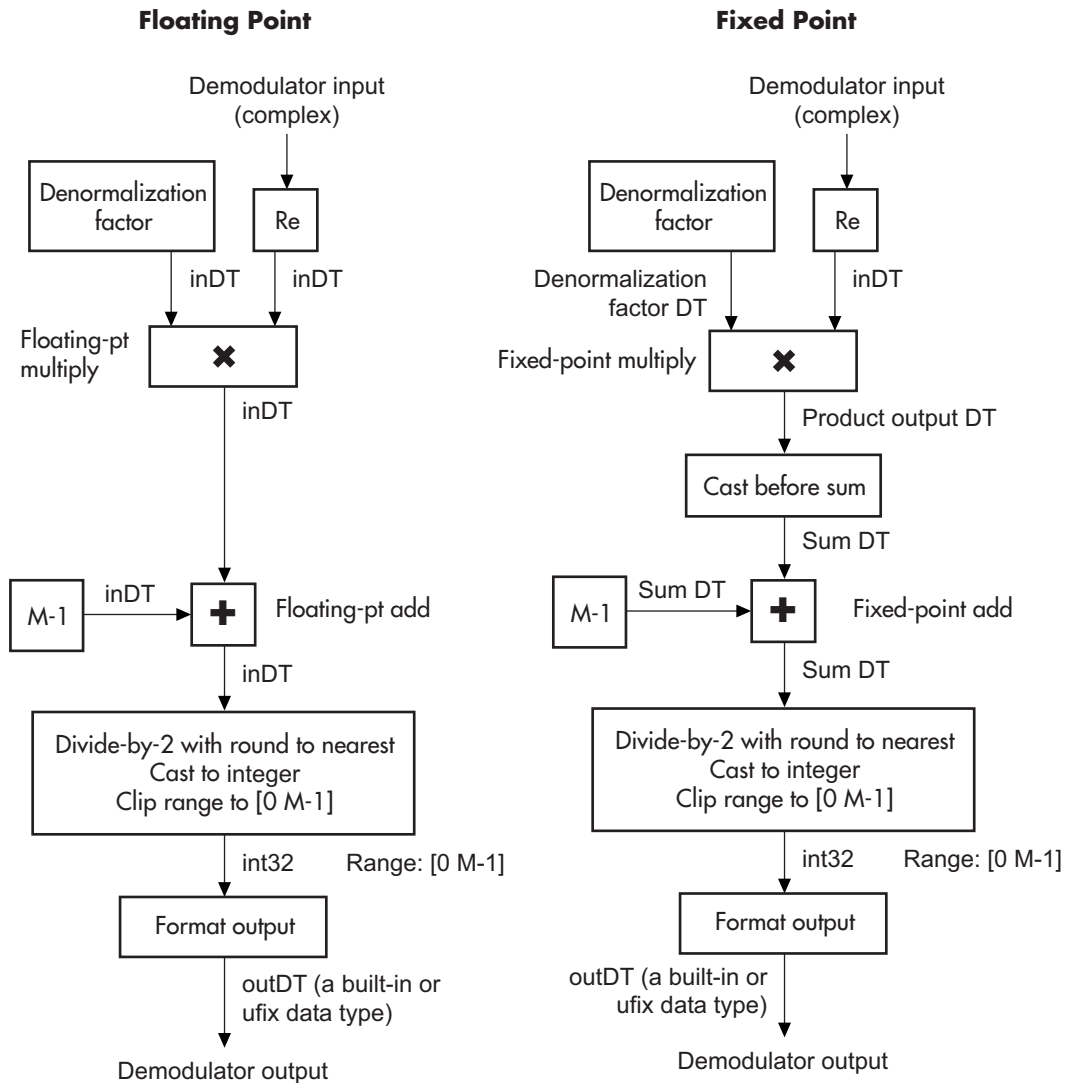 Floating Point
Demodulator input
(complex)
Denormalization
factor
Re
inDT
inDT
Floating-pt
multiply
inDT
M-1
inDT
Floating-pt add
inDT
Divide-by-2 with round to nearest
Cast to integer
Clip range to [0 M-1]
int32
Range: [0 M-1]
Format output
outDT (a built-in or
ufix data type)
Demodulator output
Fixed Point
Demodulator input
(complex)
Denormalization
factor
Re
Denormalization
factor DT
inDT
Fixed-point multiply
Product output DT
Cast before sum
Sum DT
M-1
Sum DT
Fixed-point add
Sum DT
Divide-by-2 with round to nearest
Cast to integer
Clip range to [0 M-1]
int32
Range: [0 M-1]
Format output
outDT (a built-in or
ufix data type)
Demodulator output